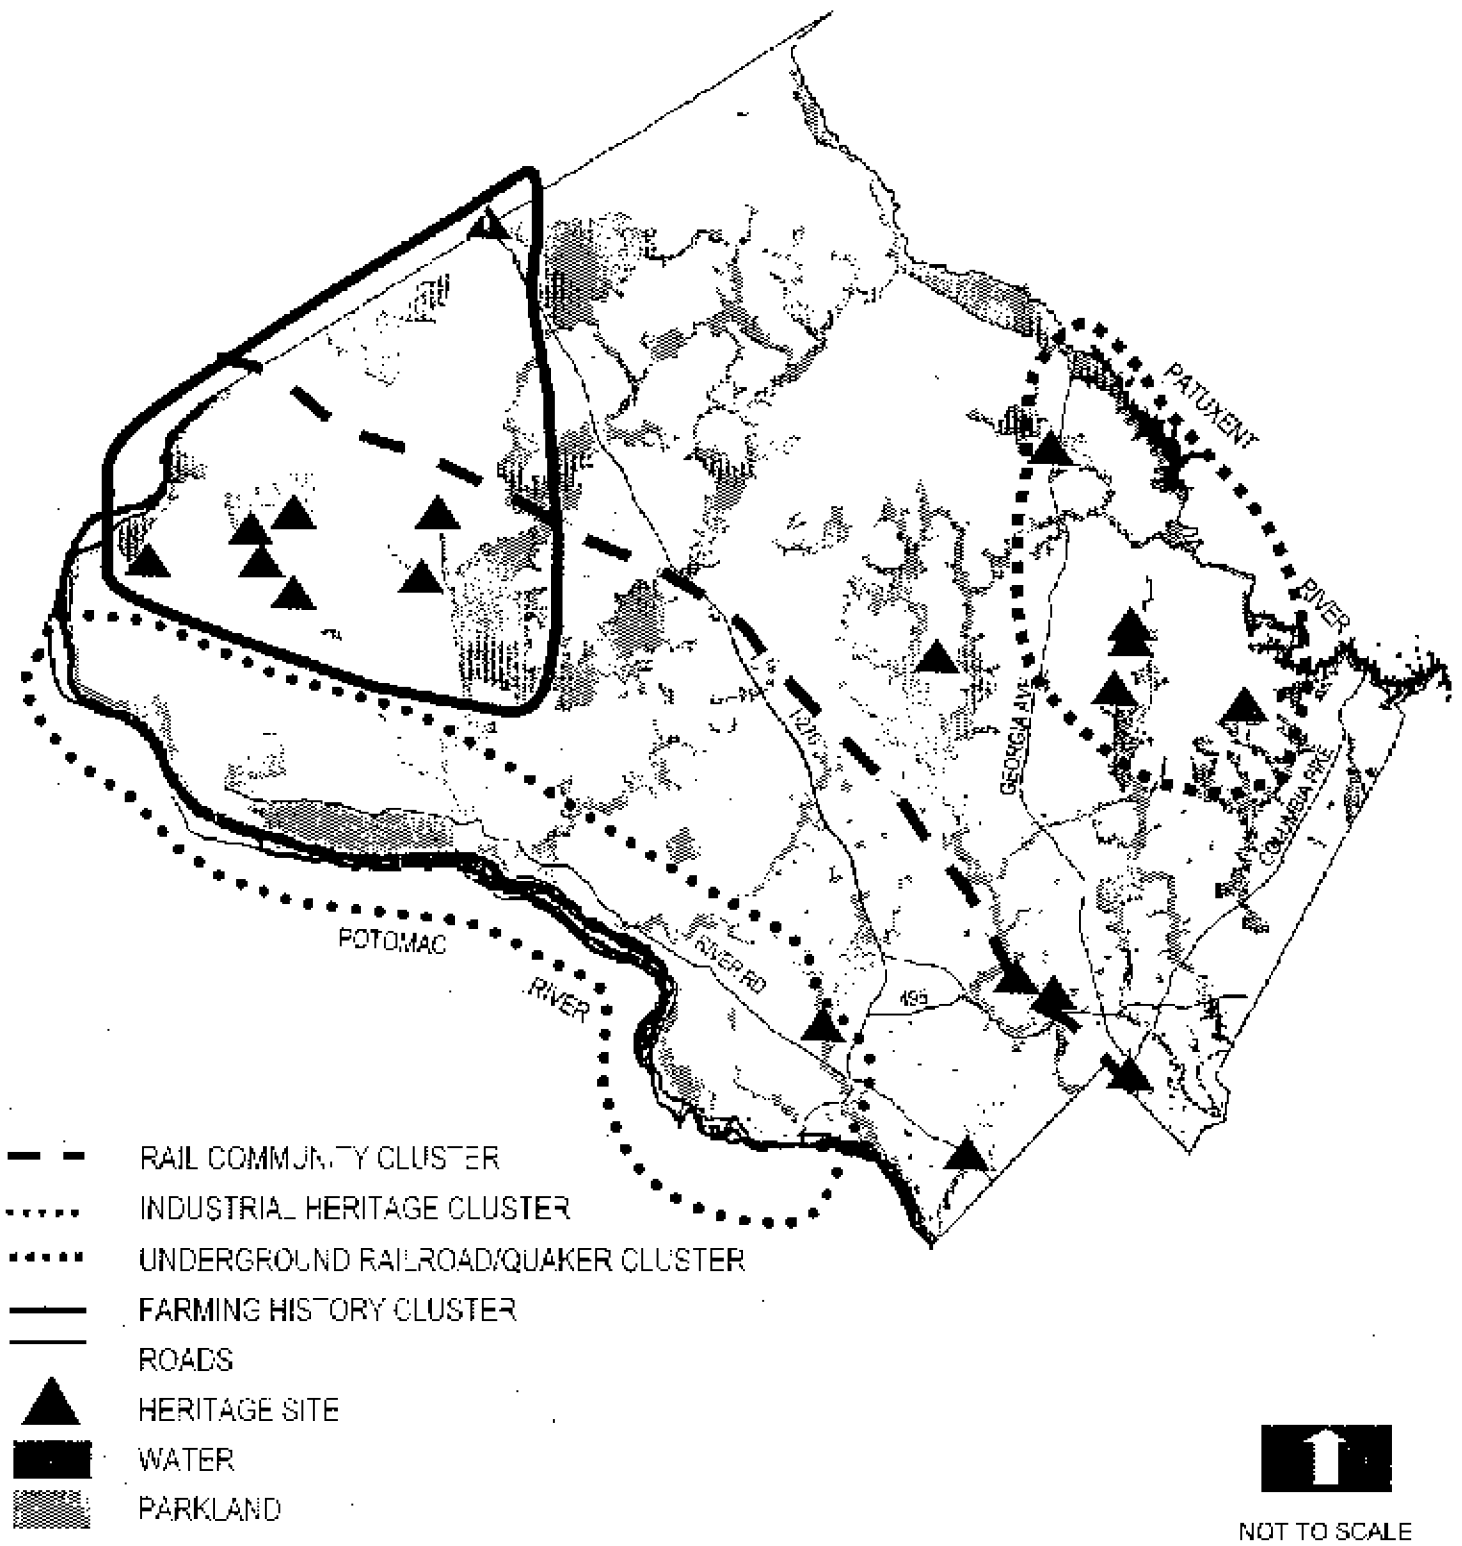 PATUXENT
RIVER
GEORGIA AVE
I-270
COLUMBIA PIKE
POTOMAC
RIVER
RIVER RD
495
RAIL COMMUNITY CLUSTER
INDUSTRIAL HERITAGE CLUSTER
UNDERGROUND RAILROAD/QUAKER CLUSTER
FARMING HISTORY CLUSTER
ROADS
HERITAGE SITE
WATER
PARKLAND
NOT TO SCALE